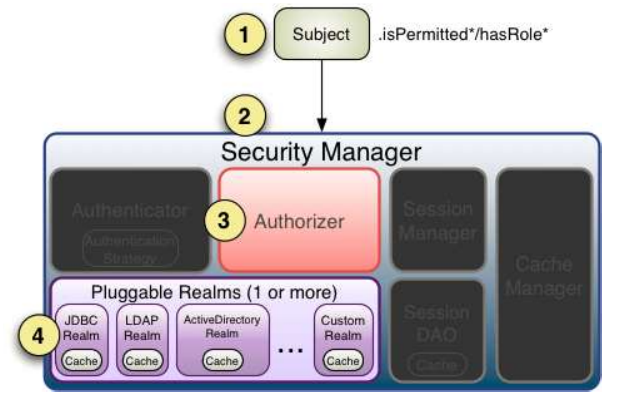 1
Subject
.isPermitted*/hasRole*
2
Security Manager
Authenticator
Authentication
Strategy
3
Authorizer
Session
Manager
Cache
Manager
Pluggable Realms (1 or more)
4
JDBC
Realm
Cache
LDAP
Realm
Cache
ActiveDirectory
Realm
Cache
...
Custom
Realm
Cache
Session
DAO
Cache